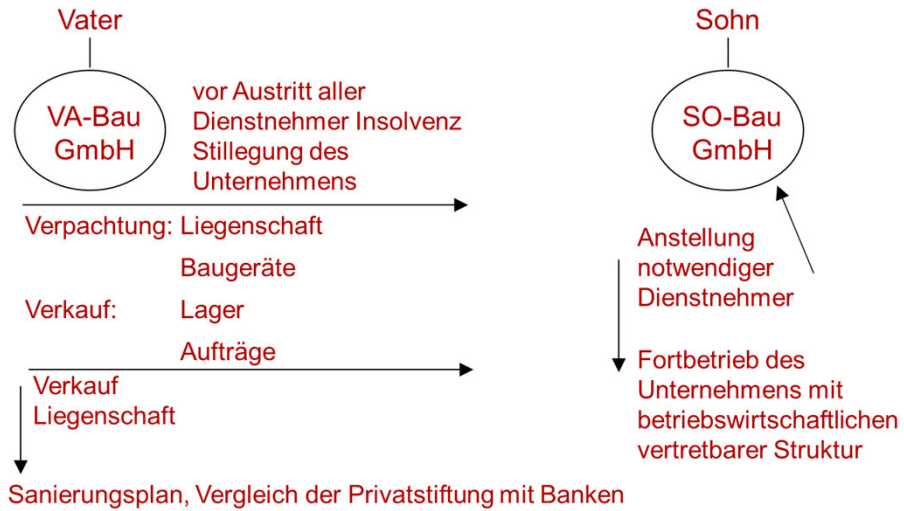 Vater
VA-Bau
GmbH
vor Austritt aller
Dienstnehmer Insolvenz
Stillegung des
Unternehmens
Verpachtung: Liegenschaft
Baugeräte
Verkauf: Lager
Aufträge
Verkauf
Liegenschaft
Sanierungsplan, Vergleich der Privatstiftung mit Banken
Sohn
SO-Bau
GmbH
Anstellung
notwendiger
Dienstnehmer
Fortbetrieb des
Unternehmens mit
betriebswirtschaftlichen
vertretbarer Struktur